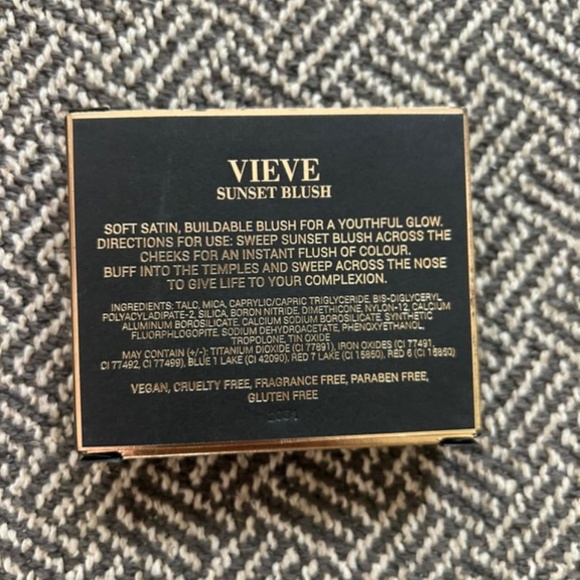 VIEVE
SUNSET BLUSH
SOFT SATIN, BUILDABLE BLUSH FOR A YOUTHFUL GLOW.
DIRECTIONS FOR USE: SWEEP SUNSET BLUSH ACROSS THE
CHEEKS FOR AN INSTANT FLUSH OF COLOUR.
BUFF INTO THE TEMPLES AND SWEEP ACROSS THE NOSE
TO GIVE LIFE TO YOUR COMPLEXION.
INGREDIENTS: TALC, MICA, CAPRYLIC/CAPRIC TRIGLYCERIDE, BIS-DIGLYCERYL
POLYACYLADIPATE-2, SILICA, BORON NITRIDE, DIMETHICONE, NYLON-12, CALCIUM
ALUMINUM BOROSILICATE, CALCIUM SODIUM BOROSILICATE, SYNTHETIC
FLUORPHLOGOPITE, SODIUM DEHYDROACETATE, PHENOXYETHANOL,
TROPOLONE, TIN OXIDE
MAY CONTAIN (+/-): TITANIUM DIOXIDE (CI 77891), IRON OXIDES (CI 77491,
CI 77492, CI 77499), BLUE 1 LAKE (CI 42090), RED 7 LAKE (CI 15850), RED 6 (CI 15850)
VEGAN, CRUELTY FREE, FRAGRANCE FREE, PARABEN FREE,
GLUTEN FREE